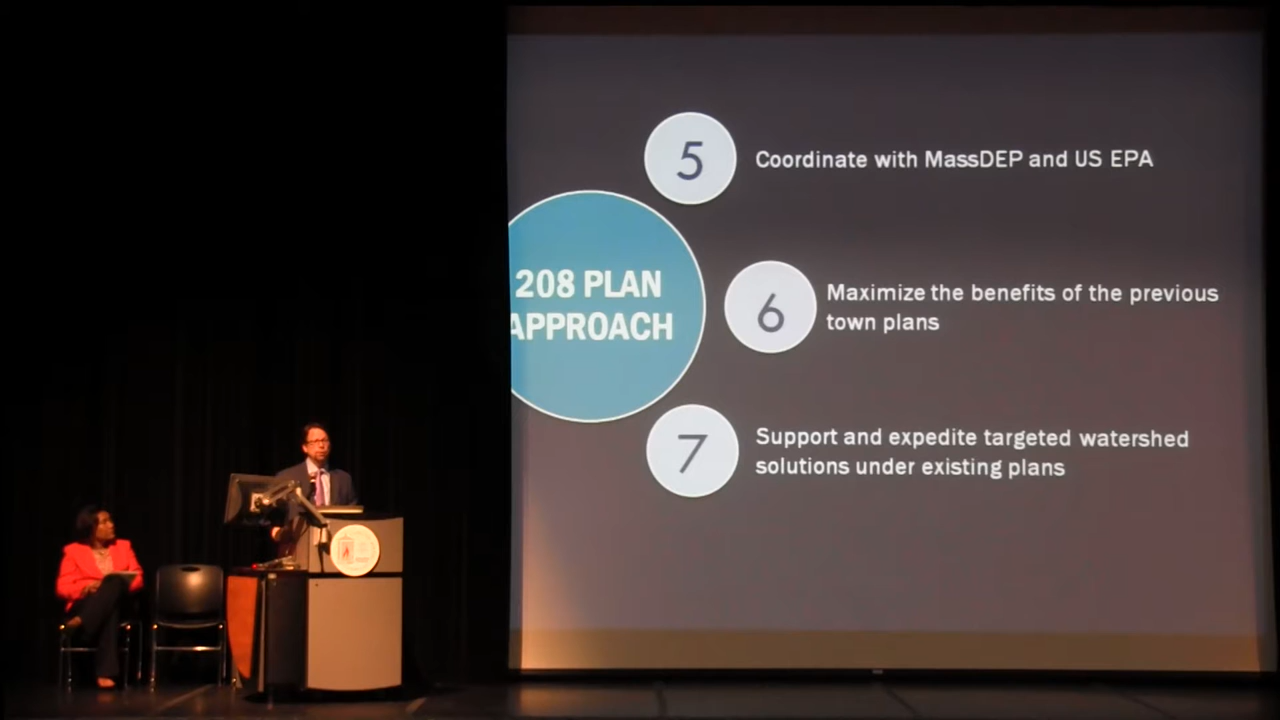 5
Coordinate with MassDEP and US EPA
208 PLAN
APPROACH
6
Maximize the benefits of the previous
town plans
7
Support and expedite targeted watershed
solutions under existing plans